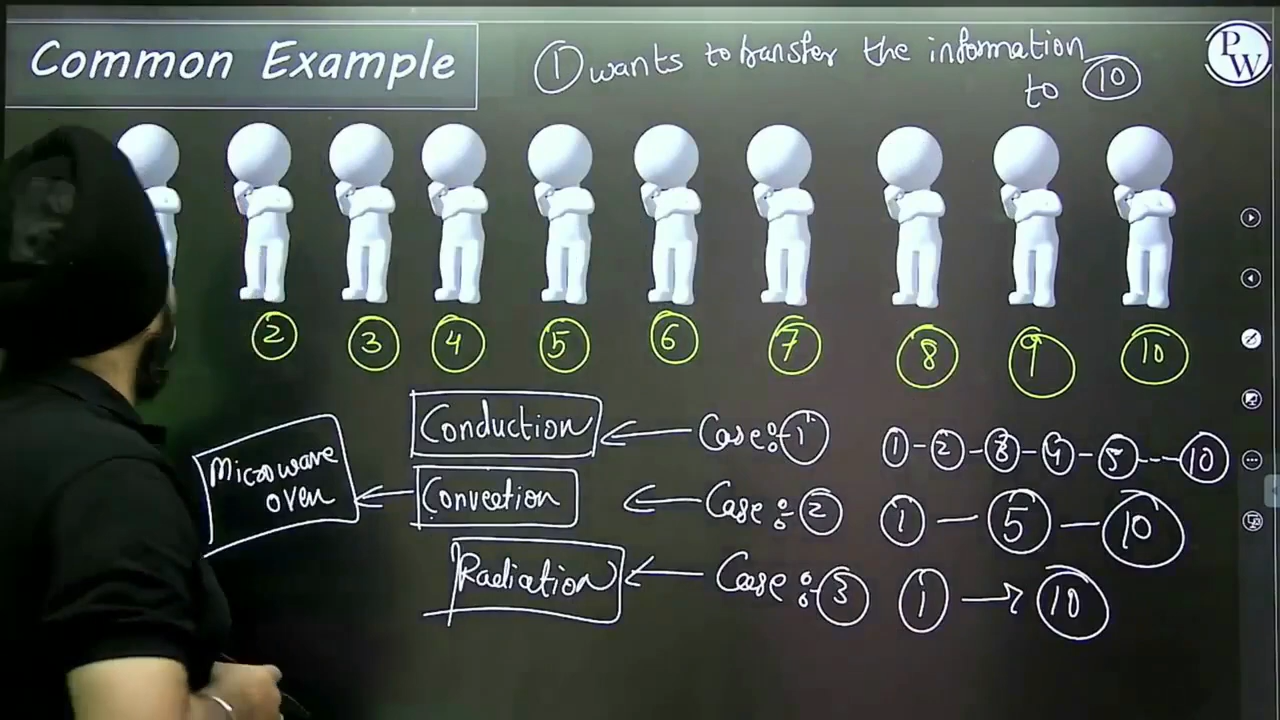 Common Example
① wants to transfer the information
to ⑩
PW
② ③ ④ ⑤ ⑥ ⑦ ⑧ ⑨ ⑩
Conduction ← Case:- ① ①-②-③-④-⑤---⑩
Microwave oven ← Convection ← Case:- ② ①—⑤—⑩
Radiation ← Case:- ③ ① → ⑩